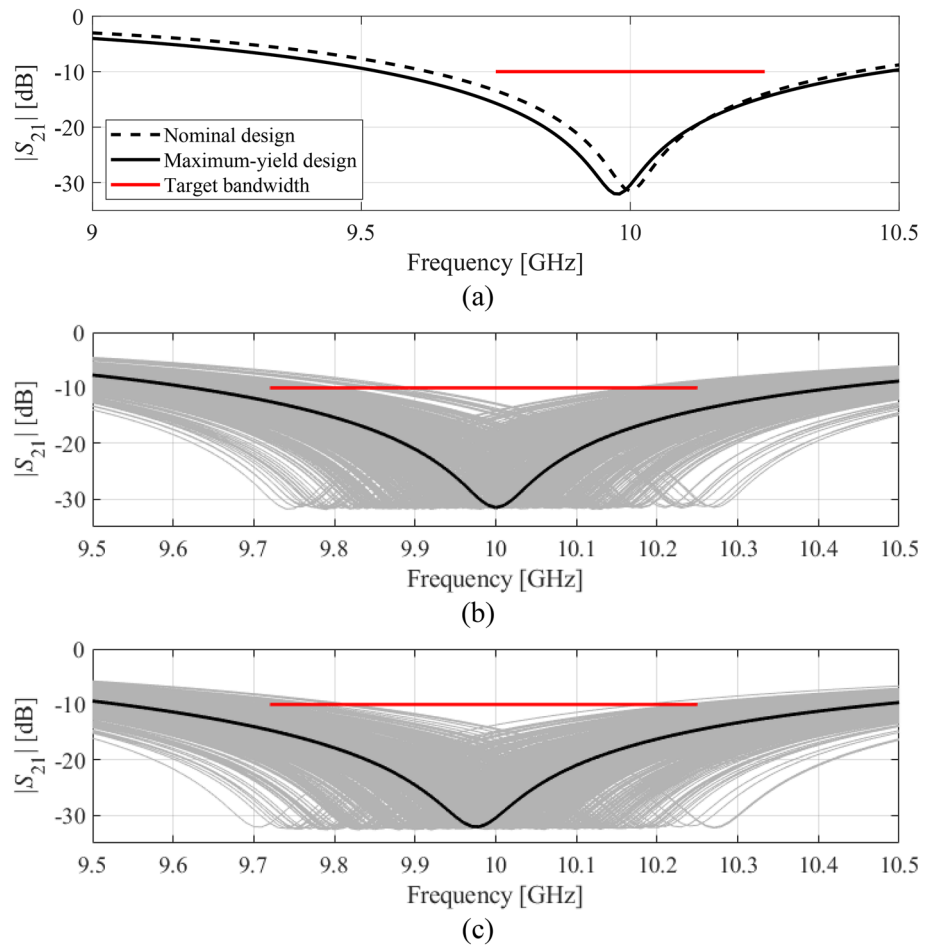 0
-10
-20
-30
|S21| [dB]
Nominal design
Maximum-yield design
Target bandwidth
9 9.5 10 10.5
Frequency [GHz]
(a)
0
-10
-20
-30
|S21| [dB]
9.5 9.6 9.7 9.8 9.9 10 10.1 10.2 10.3 10.4 10.5
Frequency [GHz]
(b)
0
-10
-20
-30
|S21| [dB]
9.5 9.6 9.7 9.8 9.9 10 10.1 10.2 10.3 10.4 10.5
Frequency [GHz]
(c)